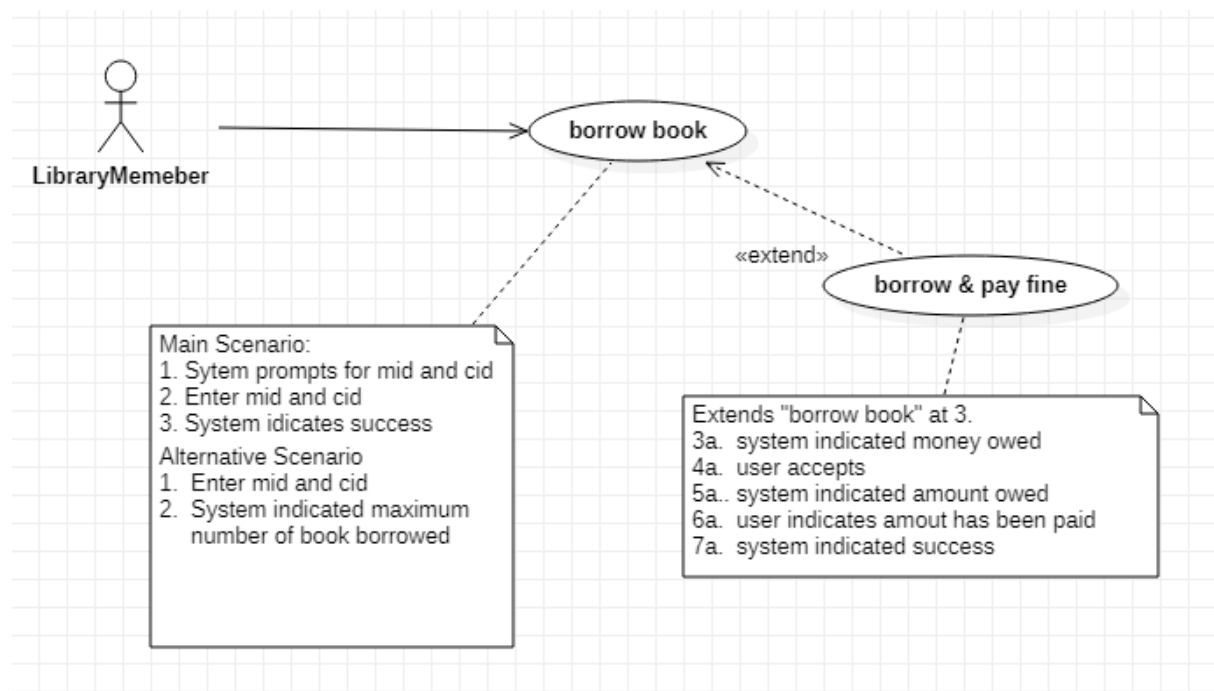 borrow book
LibraryMemeber
«extend»
borrow & pay fine
Main Scenario:
1. Sytem prompts for mid and cid
2. Enter mid and cid
3. System idicates success
Alternative Scenario
1. Enter mid and cid
2. System indicated maximum
number of book borrowed
Extends "borrow book" at 3.
3a. system indicated money owed
4a. user accepts
5a.. system indicated amount owed
6a. user indicates amout has been paid
7a. system indicated success